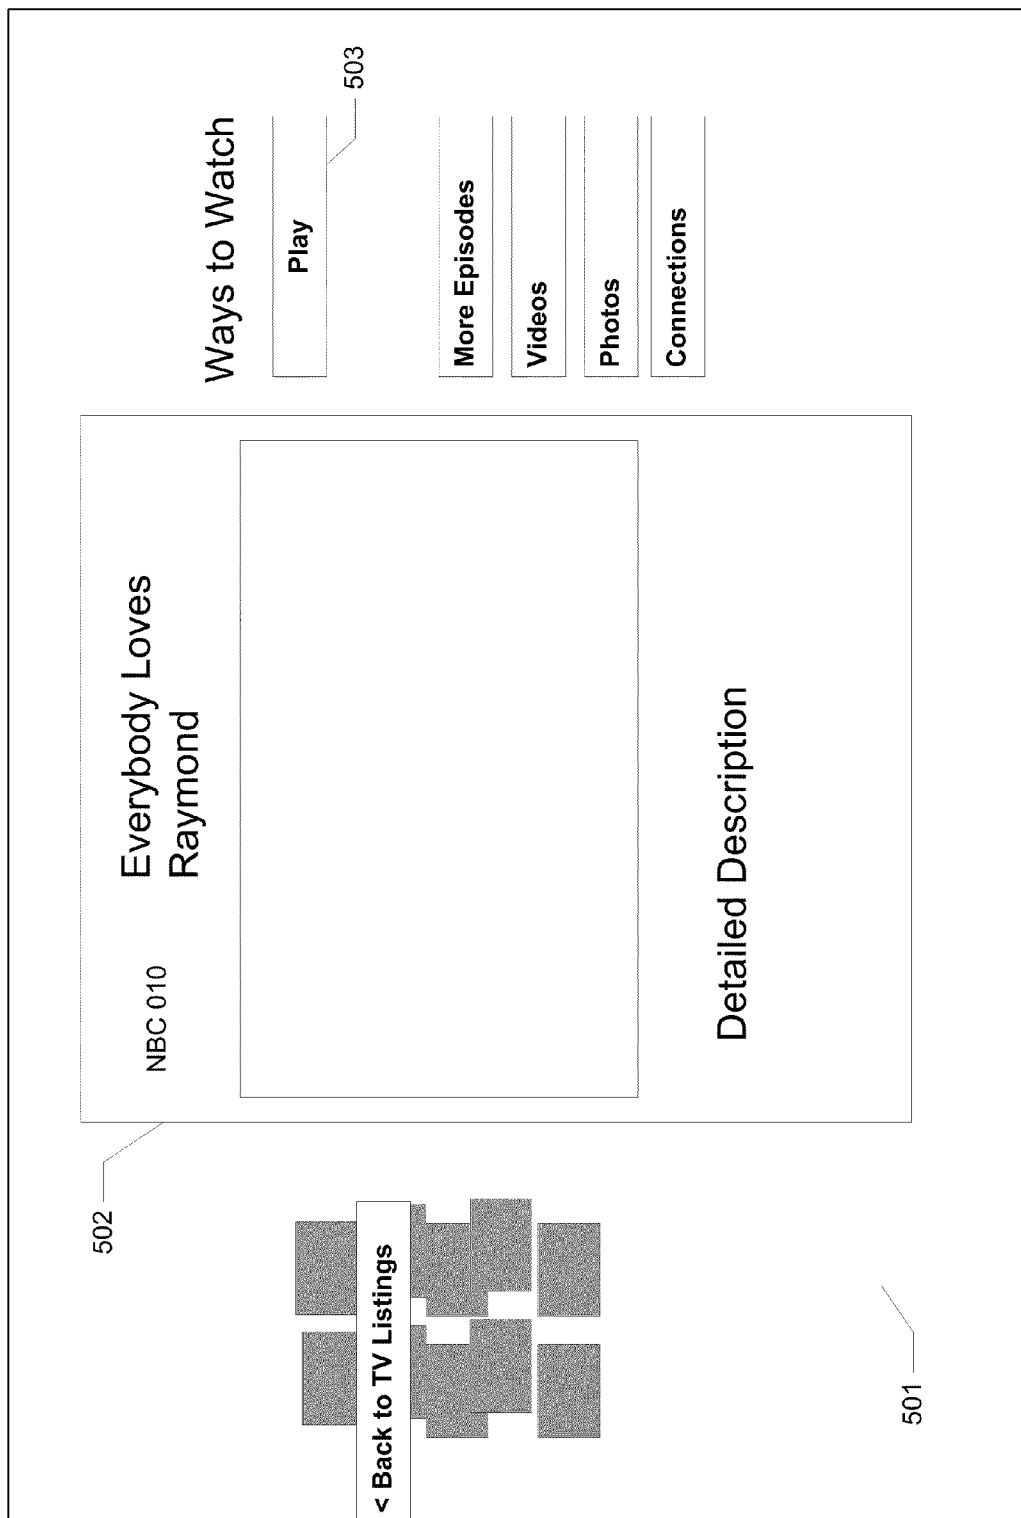 502
NBC 010
Everybody Loves
Raymond
Ways to Watch
Play
503
< Back to TV Listings
More Episodes
Videos
Photos
Connections
Detailed Description
501